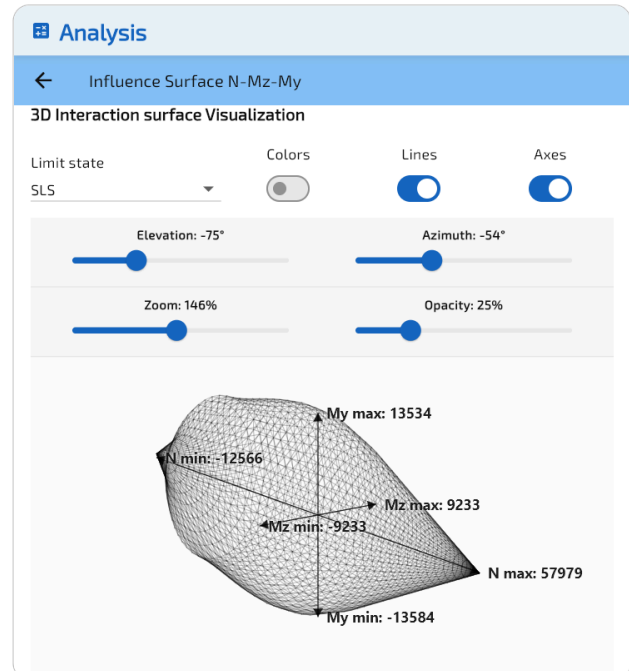 Analysis
Influence Surface N-Mz-My
3D Interaction surface Visualization
Limit state
Colors
Lines
Axes
SLS
Elevation: -75°
Azimuth: -54°
Zoom: 146%
Opacity: 25%
My max: 13534
N min: -12566
Mz max: 9233
Mz min: -9233
N max: 57979
My min: -13584